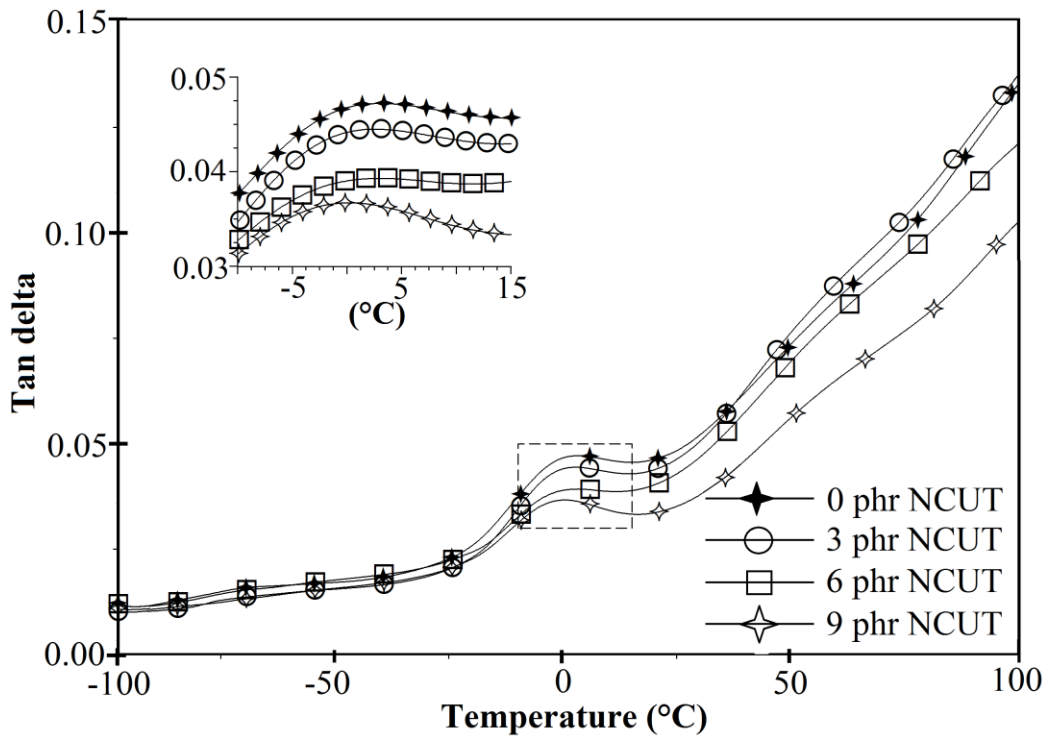 0.15
0.10
0.05
0.00
Tan delta
-100
-50
0
50
100
Temperature (°C)
0.05
0.04
0.03
-5
5
15
(°C)
0 phr NCUT
3 phr NCUT
6 phr NCUT
9 phr NCUT